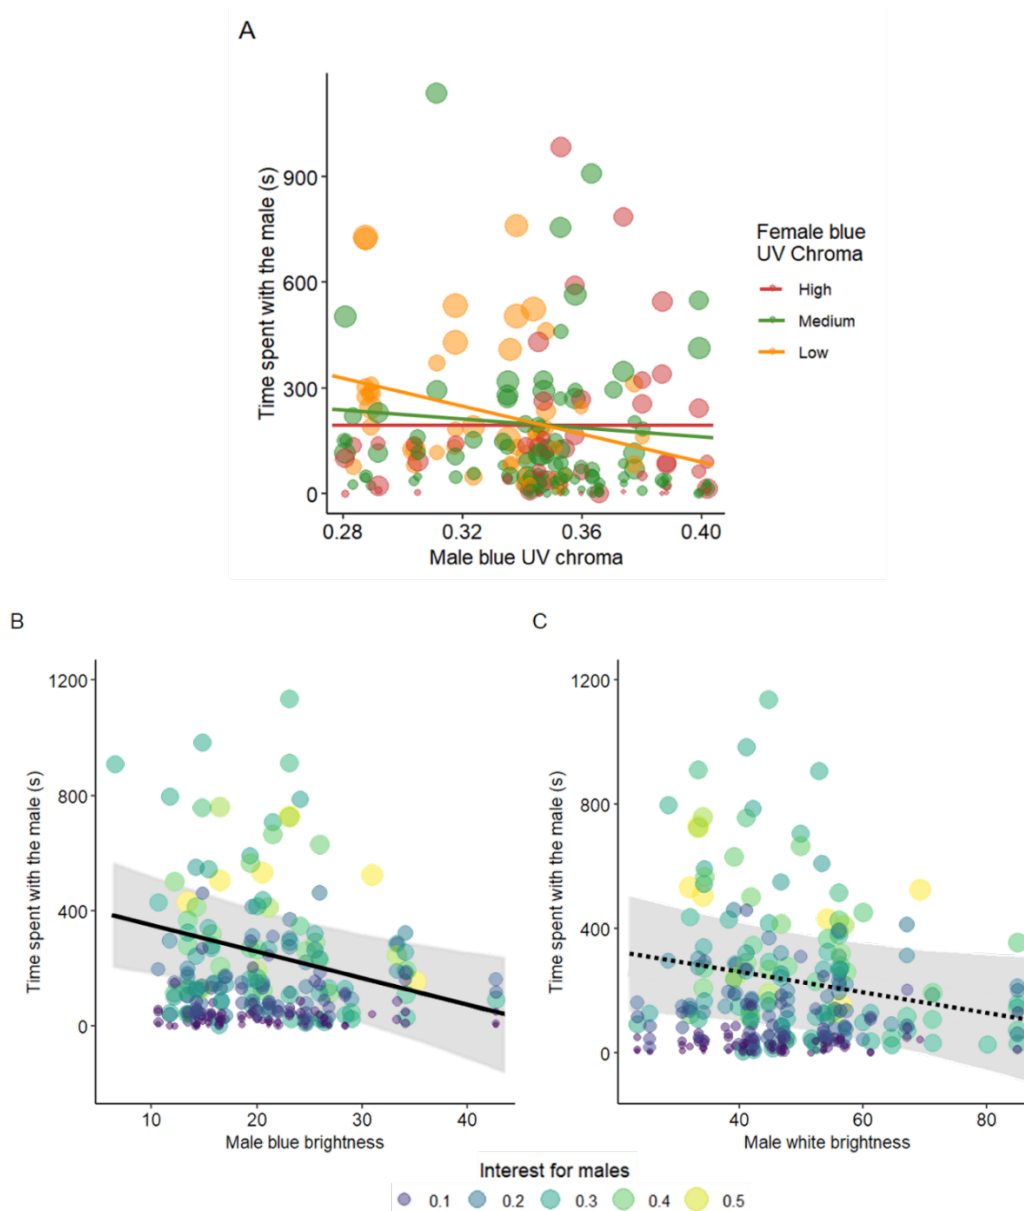 A
Time spent with the male (s)
900
600
300
0
0.28 0.32 0.36 0.40
Male blue UV chroma
Female blue
UV Chroma
High
Medium
Low
B
Time spent with the male (s)
1200
800
400
0
10 20 30 40
Male blue brightness
C
Time spent with the male (s)
1200
800
400
0
40 60 80
Male white brightness
Interest for males
0.1 0.2 0.3 0.4 0.5